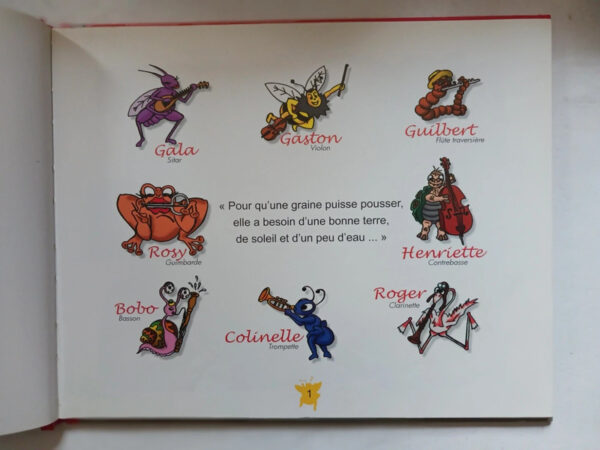 Gala
Sitar
Gaston
Violon
Guilbert
Flûte traversière
« Pour qu'une graine puisse pousser,
elle a besoin d'une bonne terre,
de soleil et d'un peu d'eau ... »
Rosy
Guimbarde
Henriette
Contrebasse
Bobo
Basson
Colinelle
Trompette
Roger
Clarinette
1